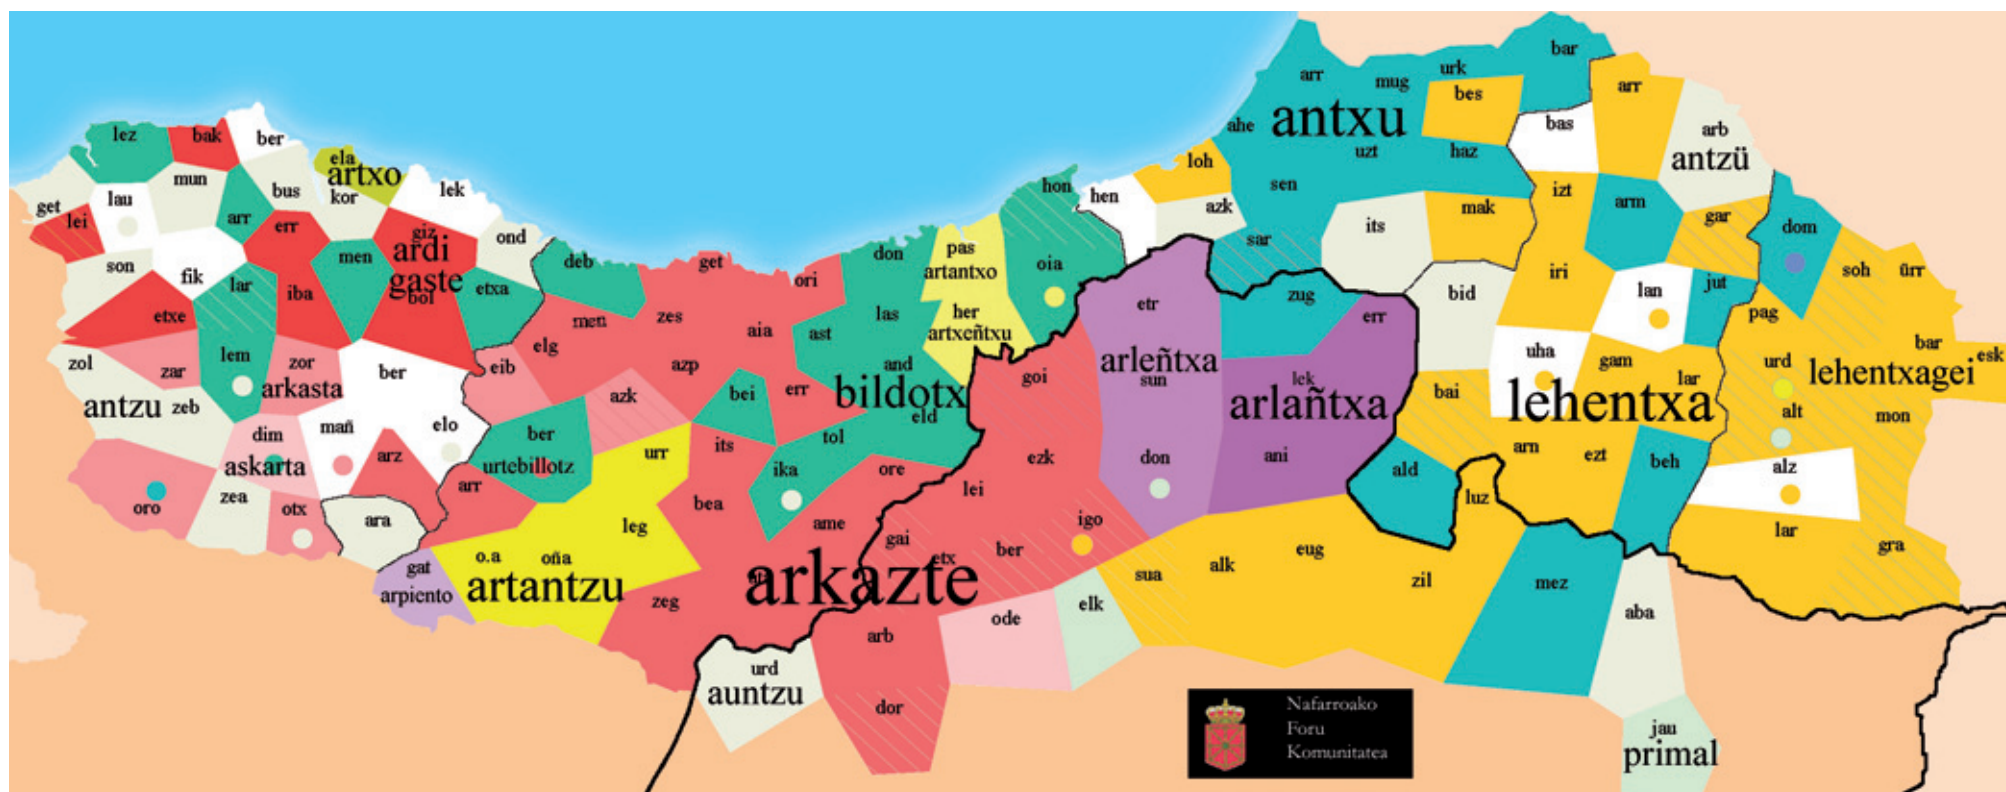 lez
bak
ber
ela
artxo
kor
lek
get
lei
lau
mun
bus
arr
err
giz
ardi
gaste
bol
ond
son
fik
men
lar
iba
etxa
etxe
zol
zar
lem
zor
arkasta
ber
antzu
zeb
dim
askarta
mañ
elo
arz
oro
zea
otx
ara
deb
get
ori
don
pas
artantxo
hon
oia
men
zes
aia
ast
las
her
artxeñtxu
elg
azp
and
eib
azk
bei
err
bildotx
eld
ber
urtebillotz
urr
its
tol
ika
ore
arr
bea
leg
ame
o.a
oña
artantzu
gat
arpiento
zeg
arkazte
goi
ezk
lei
gai
etx
ber
igo
arb
ode
elk
dor
urd
auntzu
hen
loh
azk
ahe
arr
mug
urk
bar
bes
antxu
uzt
haz
sen
sar
its
mak
bas
arr
arb
antzü
izt
arm
gar
dom
etr
zug
err
arleñtxa
sun
lek
arlañtxa
don
ani
bid
iri
lan
jut
soh
ürr
pag
uha
gam
lar
bar
esk
urd
lehentxagei
bai
lehentxa
alt
mon
ald
arn
ezt
beh
alz
luz
lar
gra
sua
alk
eug
zil
mez
aba
jau
primal
Nafarroako
Foru
Komunitatea